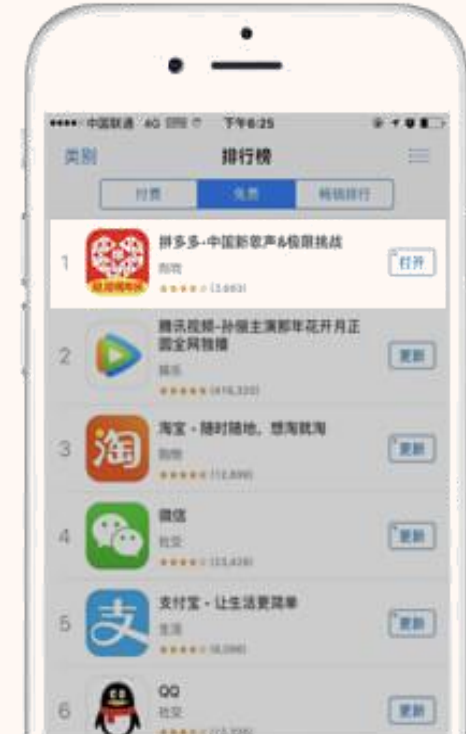 中国联通 4G 下午6:25
类别 排行榜
付费 免费 畅销排行
1 拼多多-中国新歌声&极限挑战 打开
购物
(3,663)
2 腾讯视频-孙俪主演那年花开月正
圆全网独播 更新
娱乐
3 淘宝 - 随时随地，想淘就淘 更新
购物
淘
4 微信 更新
社交
5 支付宝 - 让生活更简单 更新
支
生活
6 QQ 更新
社交